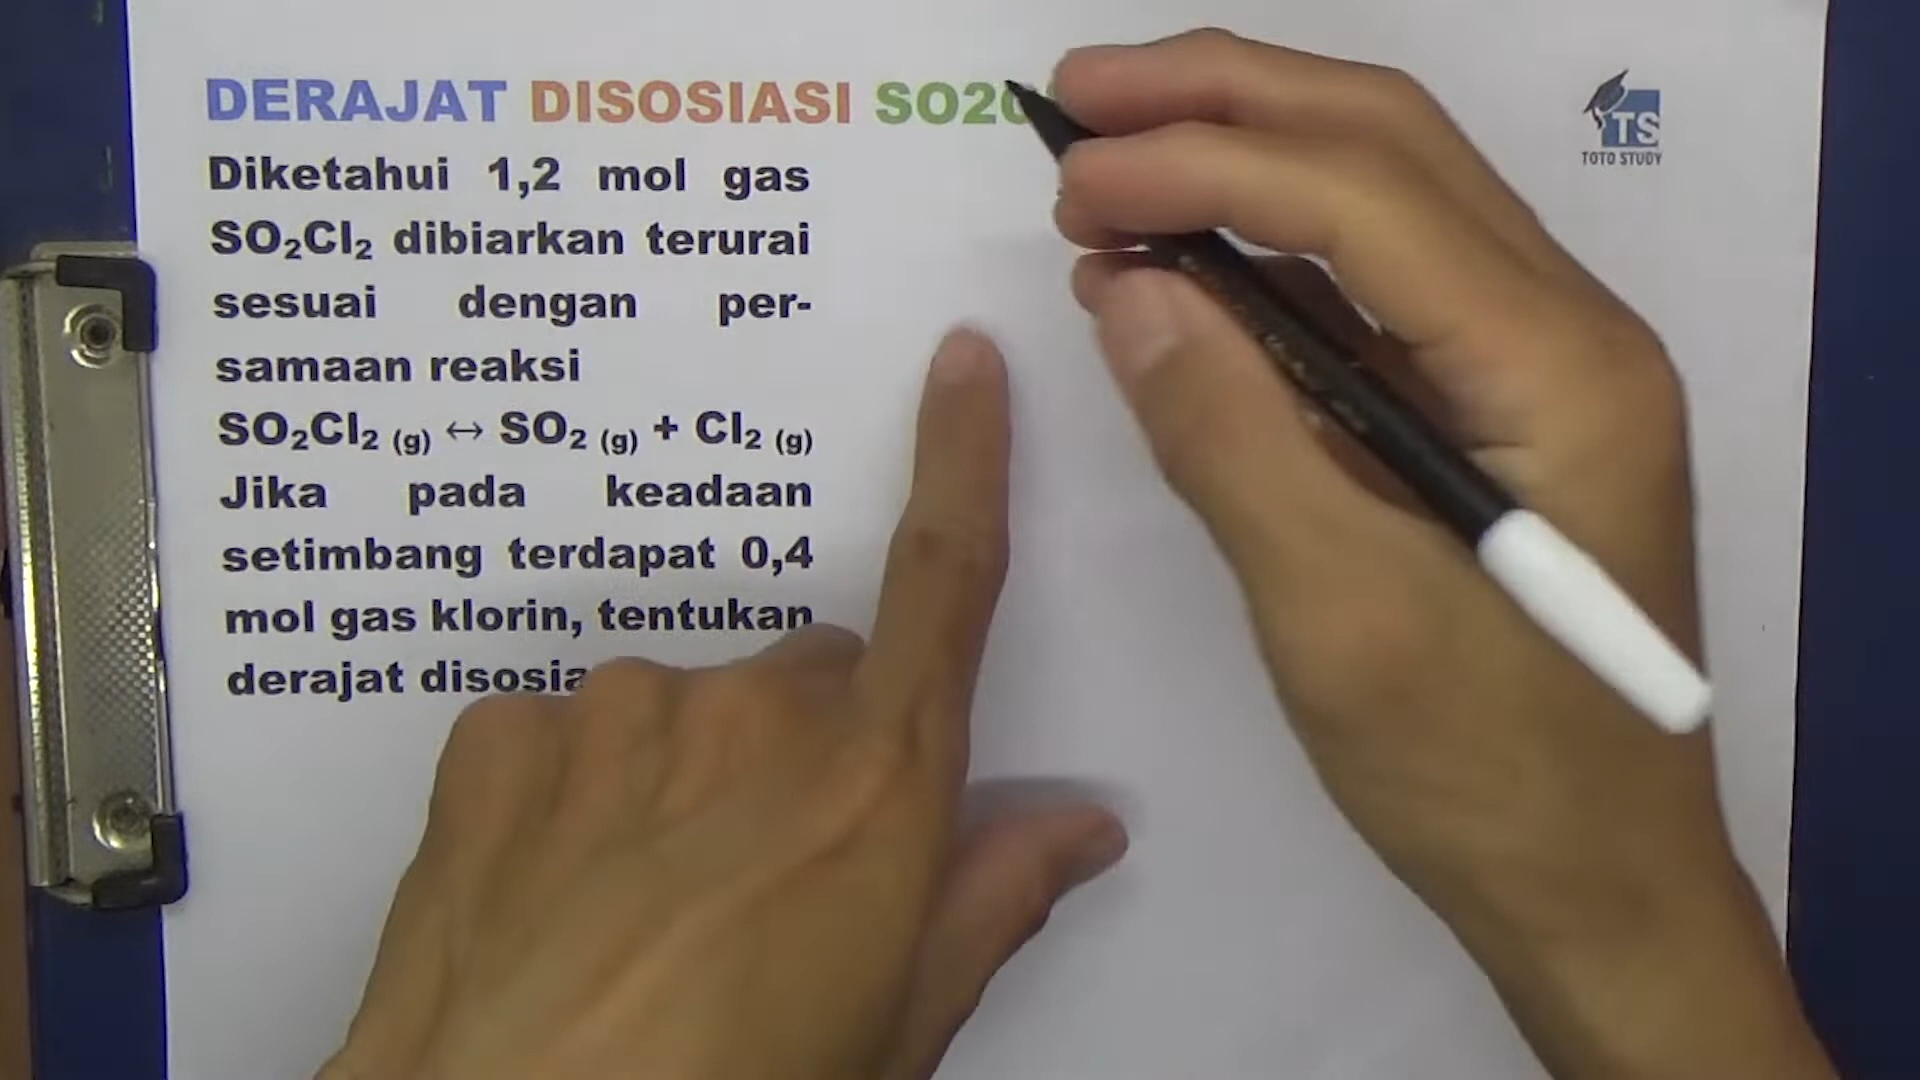 DERAJAT DISOSIASI
Diketahui 1,2 mol gas
SO₂Cl₂ dibiarkan terurai
sesuai dengan per-
samaan reaksi
SO₂Cl₂ (g) ↔ SO₂ (g) + Cl₂ (g)
Jika pada keadaan
setimbang terdapat 0,4
mol gas klorin, tentukan
derajat
TS
TOTO STUDY